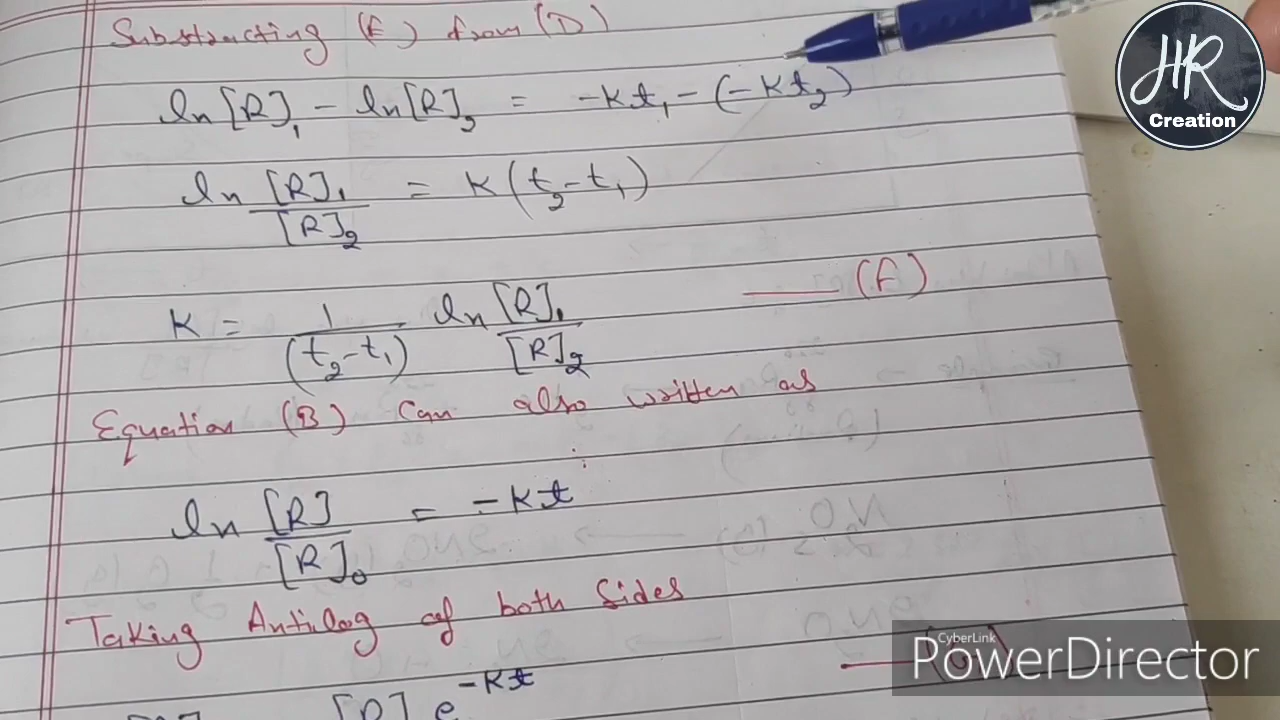 Substracting (E) from (D)
ln [R]₁ - ln [R]₂ = -kt₁ - (-kt₂)
ln [R]₁/[R]₂ = k (t₂-t₁)
k = 1/(t₂-t₁) ln [R]₁/[R]₂ —— (F)
Equation (B) Can also written as
ln [R]/[R]₀ = -kt
Taking Antilog of both Sides
[R] e^-kt
HR
Creation
CyberLink
PowerDirector